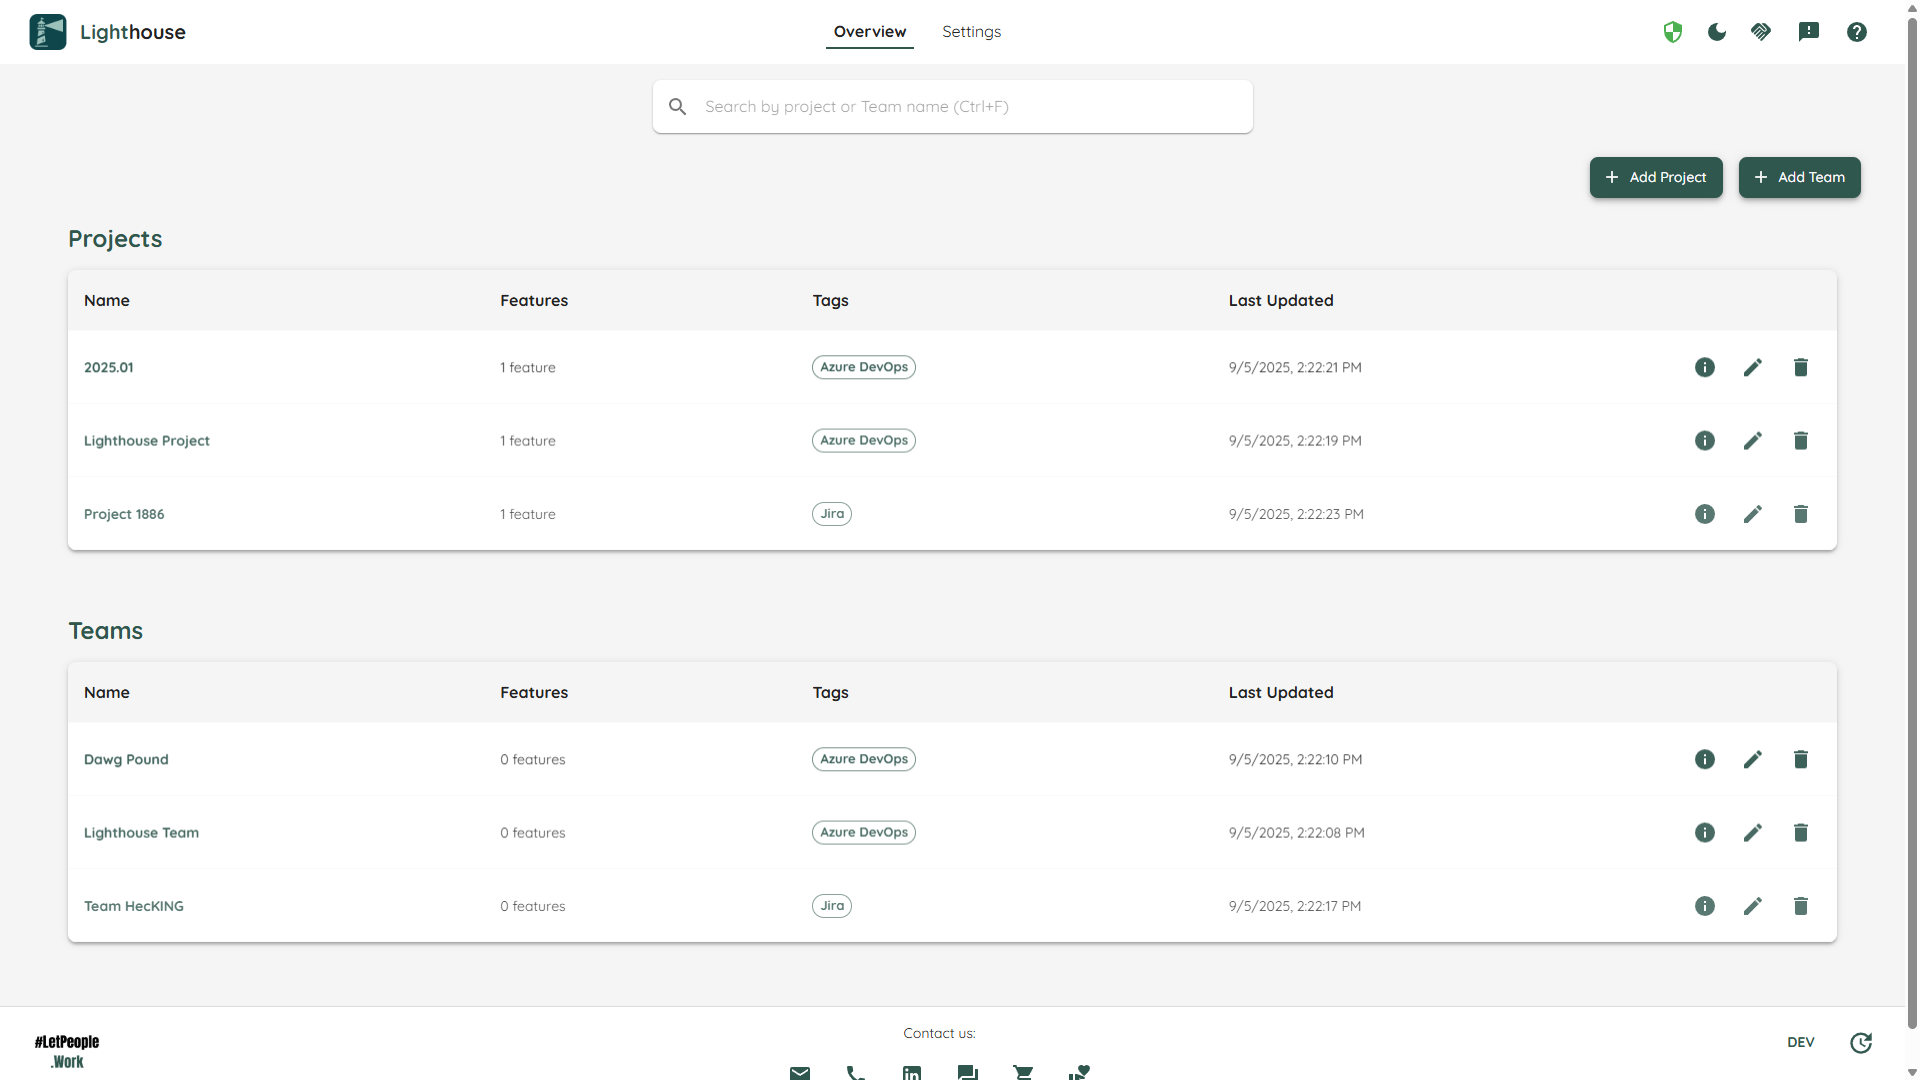 Lighthouse
Overview
Settings
Search by project or Team name (Ctrl+F)
Add Project
Add Team
Projects
Name Features Tags Last Updated
2025.01 1 feature Azure DevOps 9/5/2025, 2:22:21 PM
Lighthouse Project 1 feature Azure DevOps 9/5/2025, 2:22:19 PM
Project 1886 1 feature Jira 9/5/2025, 2:22:23 PM
Teams
Name Features Tags Last Updated
Dawg Pound 0 features Azure DevOps 9/5/2025, 2:22:10 PM
Lighthouse Team 0 features Azure DevOps 9/5/2025, 2:22:08 PM
Team HecKING 0 features Jira 9/5/2025, 2:22:17 PM
#LetPeople
.Work
Contact us:
DEV